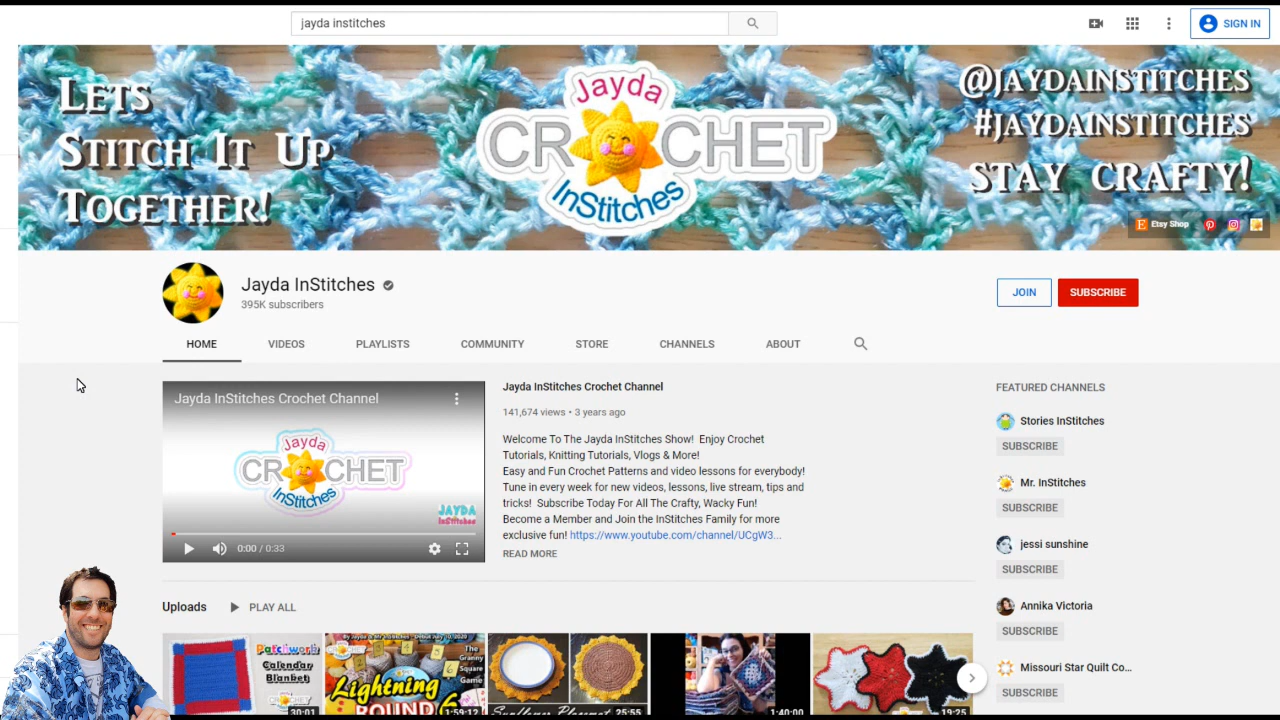 jayda institches
SIGN IN
LETS
STITCH IT UP
TOGETHER!
Jayda
CROCHET
InStitches
@JAYDAINSTITCHES
#JAYDAINSTITCHES
STAY CRAFTY!
Etsy Shop
Jayda InStitches
395K subscribers
JOIN
SUBSCRIBE
HOME VIDEOS PLAYLISTS COMMUNITY STORE CHANNELS ABOUT
Jayda InStitches Crochet Channel
Jayda
CROCHET
InStitches
JAYDA
InStitches
0:00 / 0:33
Jayda InStitches Crochet Channel
141,674 views • 3 years ago
Welcome To The Jayda InStitches Show! Enjoy Crochet
Tutorials, Knitting Tutorials, Vlogs & More!
Easy and Fun Crochet Patterns and video lessons for everybody!
Tune in every week for new videos, lessons, live stream, tips and
tricks! Subscribe Today For All The Crafty, Wacky Fun!
Become a Member and Join the InStitches Family for more
exclusive fun! https://www.youtube.com/channel/UCgW3...
READ MORE
FEATURED CHANNELS
Stories InStitches
SUBSCRIBE
Mr. InStitches
SUBSCRIBE
jessi sunshine
SUBSCRIBE
Annika Victoria
SUBSCRIBE
Missouri Star Quilt Co...
SUBSCRIBE
Uploads PLAY ALL
Patchwork
Calendar
Blanket
30:01
The
Granny
Square
Game
Lightning
ROUND
1:59:12
Sunflower Placemat
25:55
1:40:00
19:25